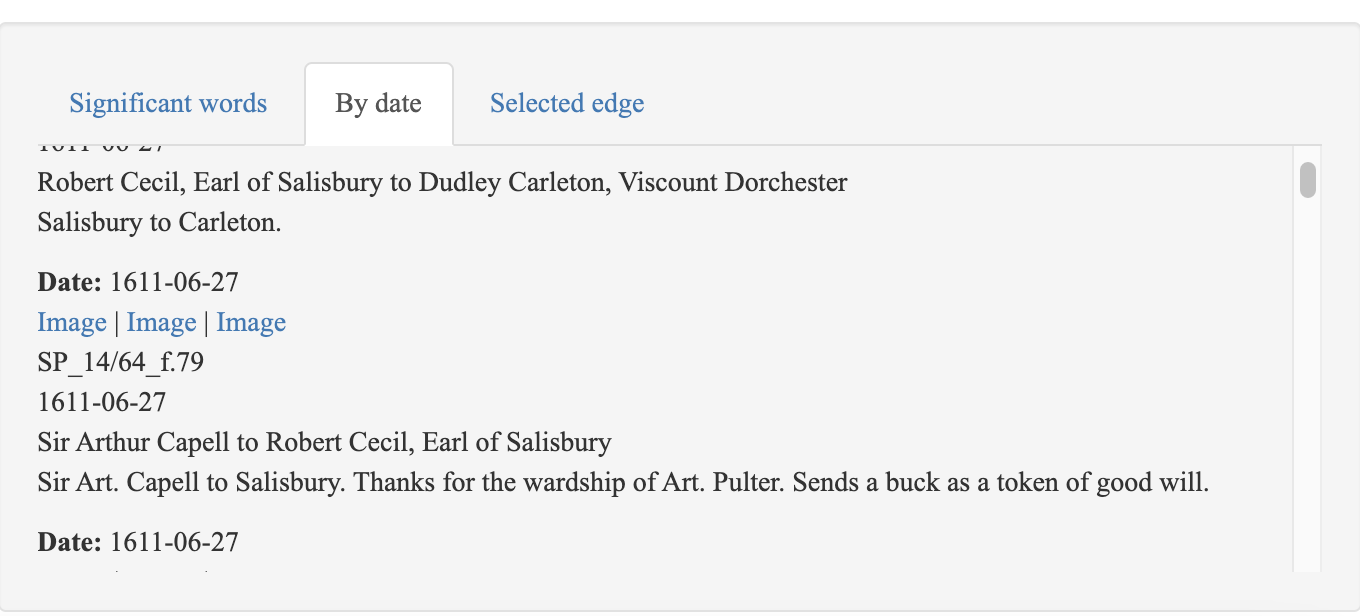 Significant words By date Selected edge
1611-06-27
Robert Cecil, Earl of Salisbury to Dudley Carleton, Viscount Dorchester
Salisbury to Carleton.
Date: 1611-06-27
Image | Image | Image
SP_14/64_f.79
1611-06-27
Sir Arthur Capell to Robert Cecil, Earl of Salisbury
Sir Art. Capell to Salisbury. Thanks for the wardship of Art. Pulter. Sends a buck as a token of good will.
Date: 1611-06-27